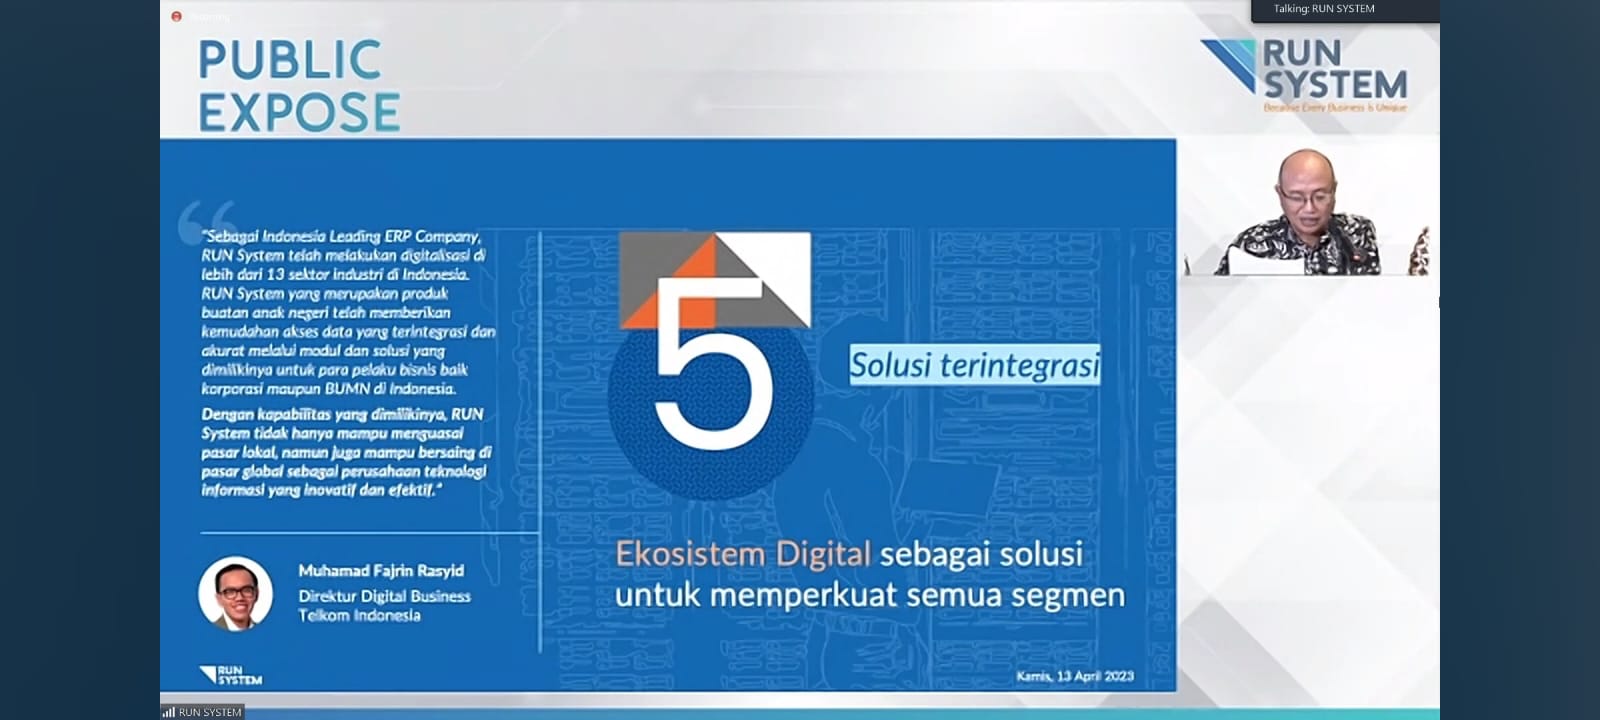 Talking: RUN SYSTEM
PUBLIC
EXPOSE
RUN
SYSTEM
Because Every Business is Unique
"Sebagai Indonesia Leading ERP Company,
RUN System telah melakukan digitalisasi di
lebih dari 13 sektor industri di Indonesia.
RUN System yang merupakan produk
buatan anak negeri telah memberikan
kemudahan akses data yang terintegrasi dan
akurat melalui modul dan solusi yang
dimilikinya untuk para pelaku bisnis baik
korporasi maupun BUMN di Indonesia.
Dengan kapabilitas yang dimilikinya, RUN
System tidak hanya mampu menguasai
pasar lokal, namun juga mampu bersaing di
pasar global sebagai perusahaan teknologi
informasi yang inovatif dan efektif."
Muhamad Fajrin Rasyid
Direktur Digital Business
Telkom Indonesia
5
Solusi terintegrasi
Ekosistem Digital sebagai solusi
untuk memperkuat semua segmen
RUN
SYSTEM
Kamis, 13 April 2023
RUN SYSTEM